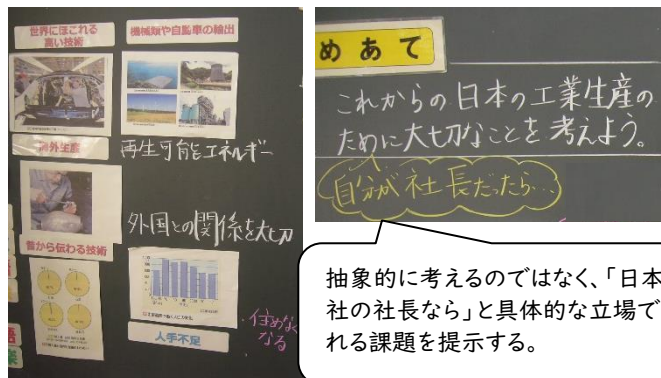 世界にほこれる
高い技術
機械類や自動車の輸出
海外生産
再生可能エネルギー
外国との関係を大切
昔から伝わる技術
人手不足
住めなく
なる
めあて
これからの日本の工業生産の
ために大切なことを考えよう。
自分が社長だったら…
抽象的に考えるのではなく、「日本
社の社長なら」と具体的な立場で
れる課題を提示する。